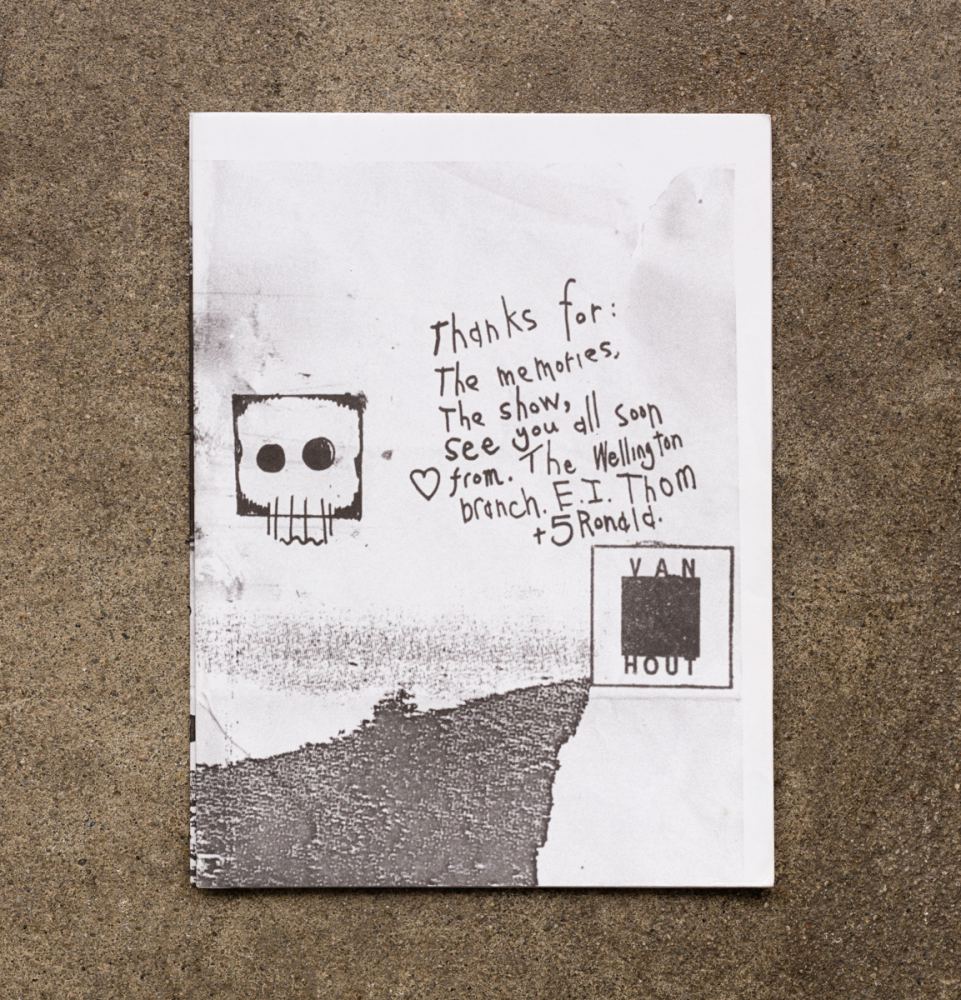 Thanks for:
The memories,
The show,
see you all soon
♡ from. The Wellington
branch. E.I. Thom
+5 Ronald.
VAN
HOUT